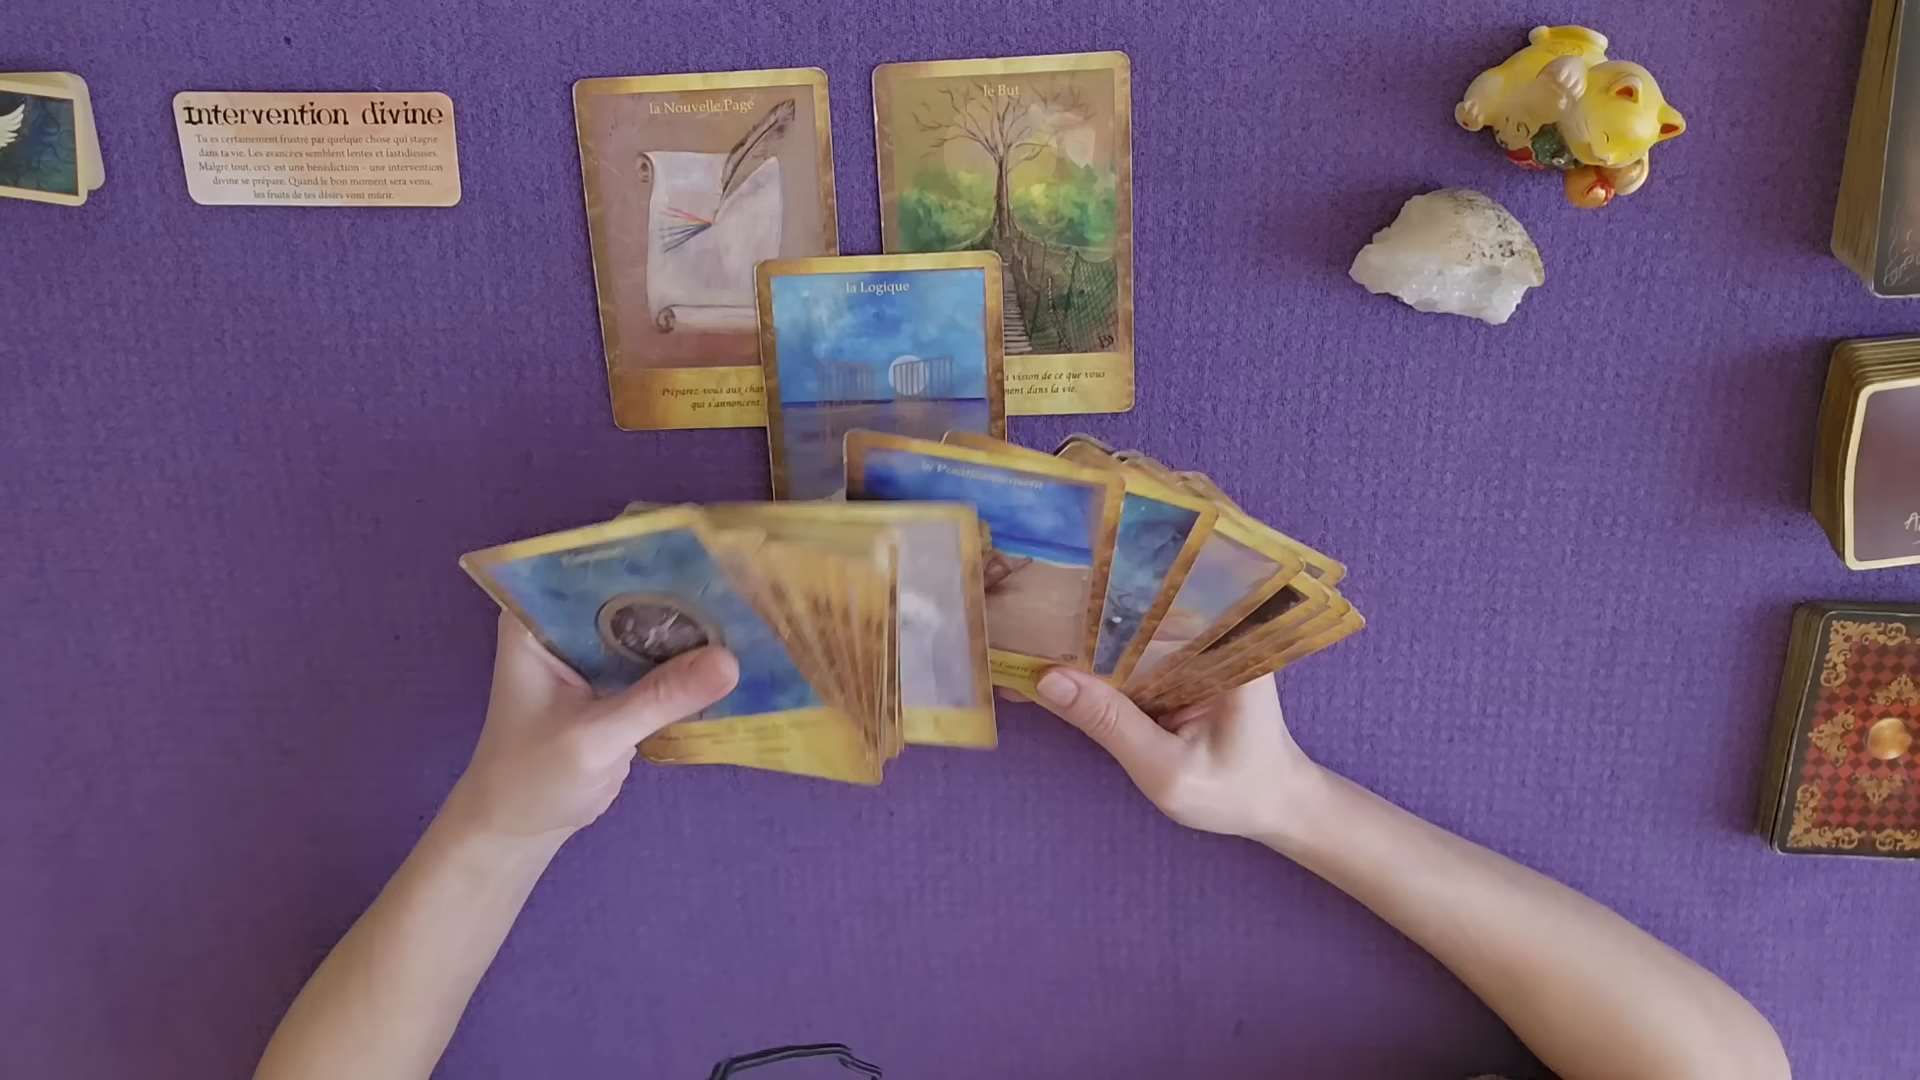 Intervention divine
Tu es certainement frustré par quelque chose qui stagne
dans ta vie. Les avancées semblent lentes et fastidieuses.
Malgré tout, ceci est une bénédiction – une intervention
divine se prépare. Quand le bon moment sera venu,
les fruits de tes désirs vont mûrir.
la Nouvelle Page
Préparez-vous aux
qui s'annoncent.
le But
vision de ce que vous
dans la vie.
la Logique